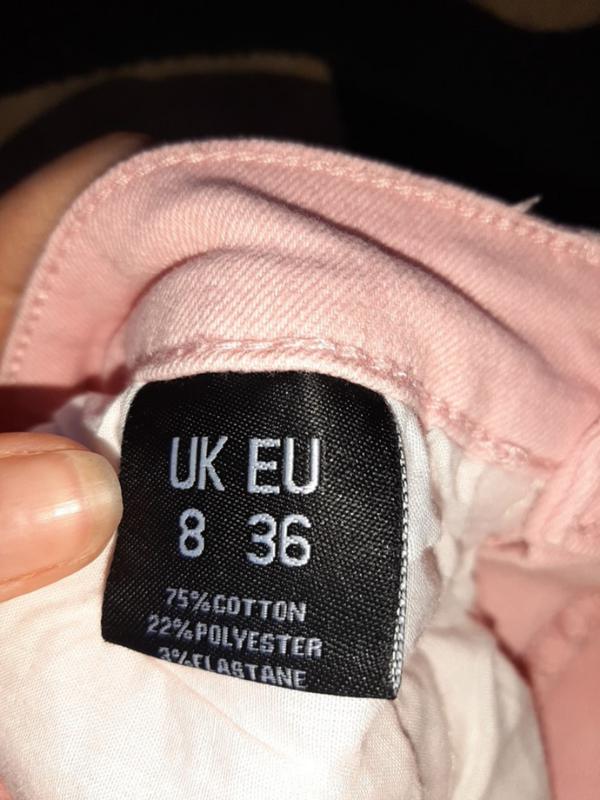 UK EU
8 36
75%COTTON
22%POLYESTER
3%ELASTANE